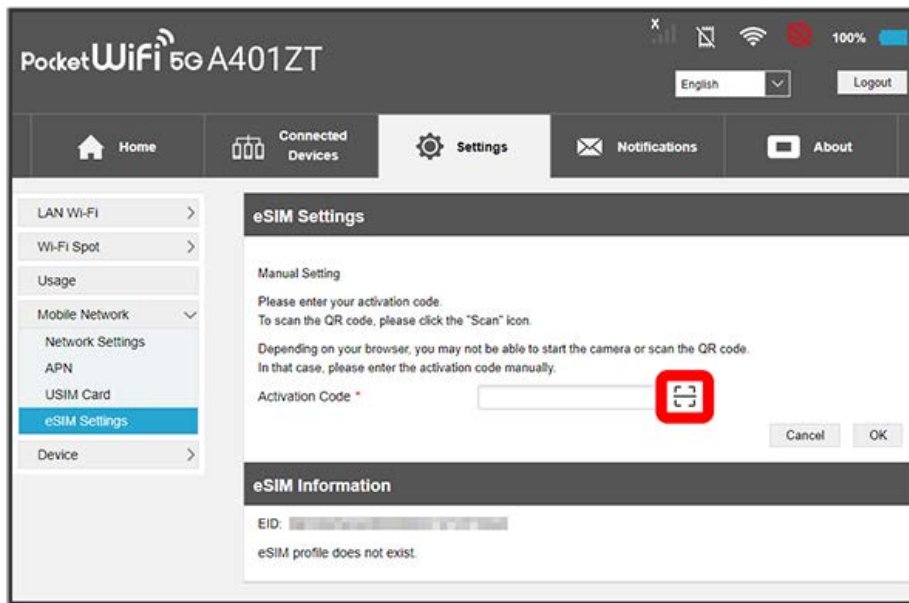 Pocket WiFi 5G A401ZT
x
100%
English
Logout
Home
Connected
Devices
Settings
Notifications
About
LAN Wi-Fi
Wi-Fi Spot
Usage
Mobile Network
Network Settings
APN
USIM Card
eSIM Settings
Device
eSIM Settings
Manual Setting
Please enter your activation code.
To scan the QR code, please click the "Scan" icon.
Depending on your browser, you may not be able to start the camera or scan the QR code.
In that case, please enter the activation code manually.
Activation Code *
Cancel
OK
eSIM Information
EID:
eSIM profile does not exist.